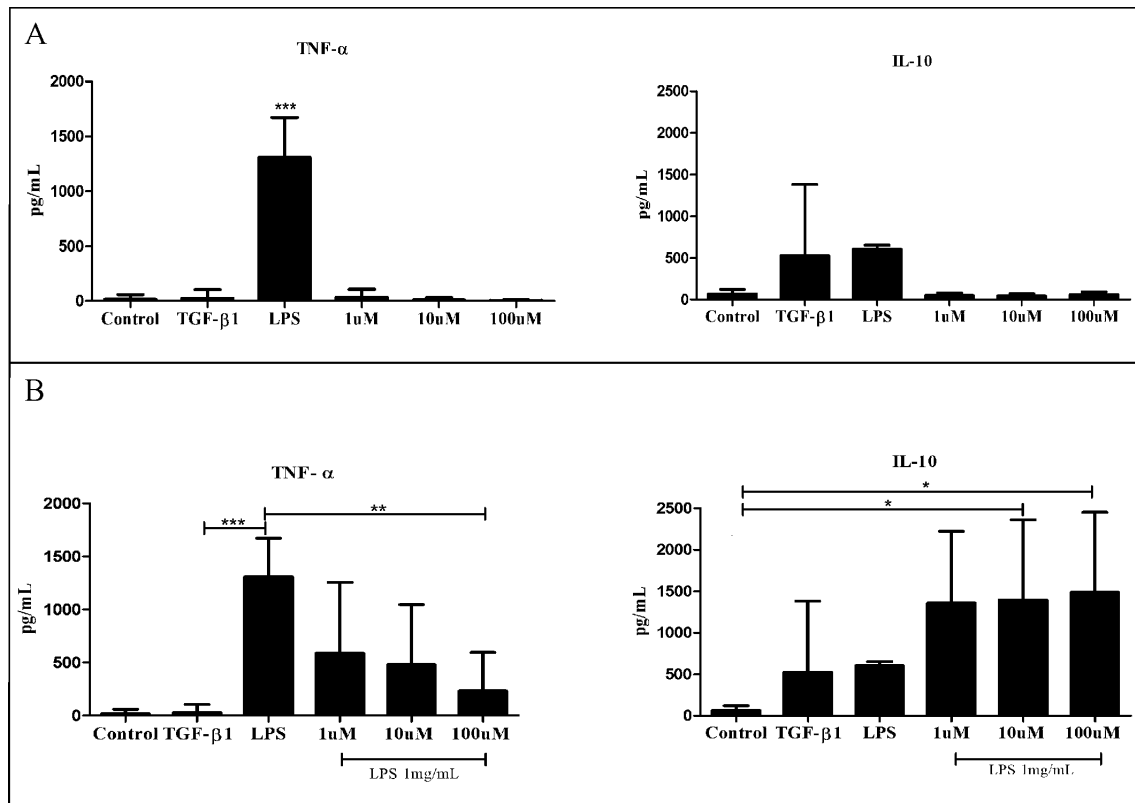 A
TNF-α
***
2000
1500
1000
500
0
pg/mL
Control TGF-β1 LPS 1uM 10uM 100uM
IL-10
2500
2000
1500
1000
500
0
pg/mL
Control TGF-β1 LPS 1uM 10uM 100uM
B
TNF- α
*** **
2000
1500
1000
500
0
pg/mL
Control TGF-β1 LPS 1uM 10uM 100uM
LPS 1mg/mL
IL-10
*
*
2500
2000
1500
1000
500
0
pg/mL
Control TGF-β1 LPS 1uM 10uM 100uM
LPS 1mg/mL